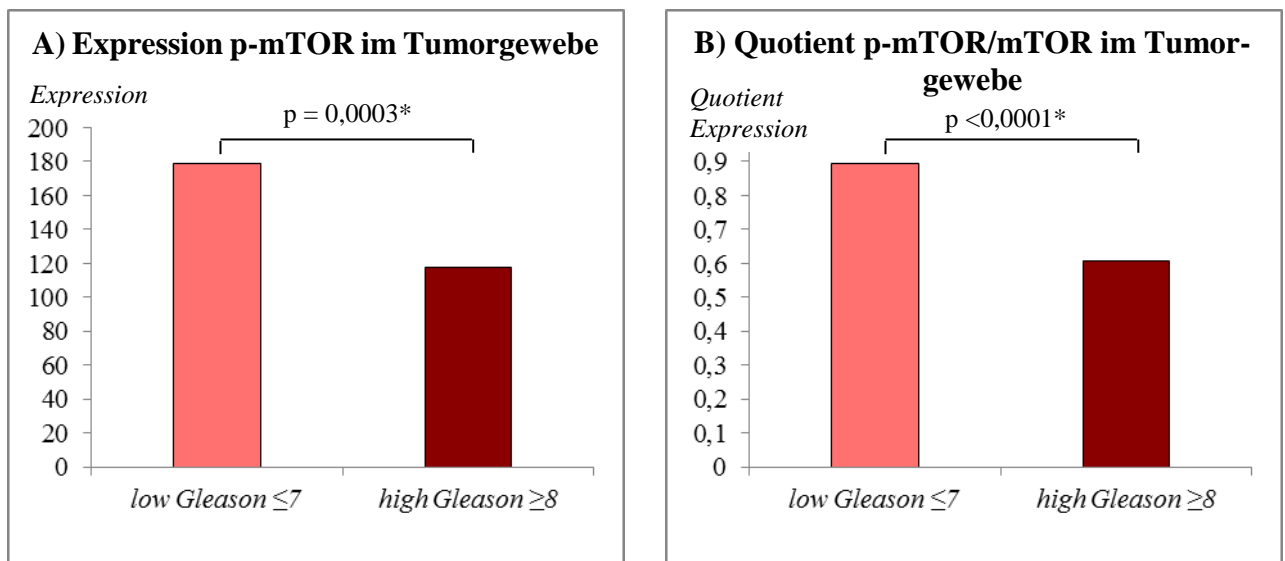 A) Expression p-mTOR im Tumorgewebe
Expression
p = 0,0003*
200
180
160
140
120
100
80
60
40
20
0
low Gleason ≤7
high Gleason ≥8
B) Quotient p-mTOR/mTOR im Tumor-
gewebe
Quotient
Expression
p <0,0001*
0,9
0,8
0,7
0,6
0,5
0,4
0,3
0,2
0,1
0
low Gleason ≤7
high Gleason ≥8